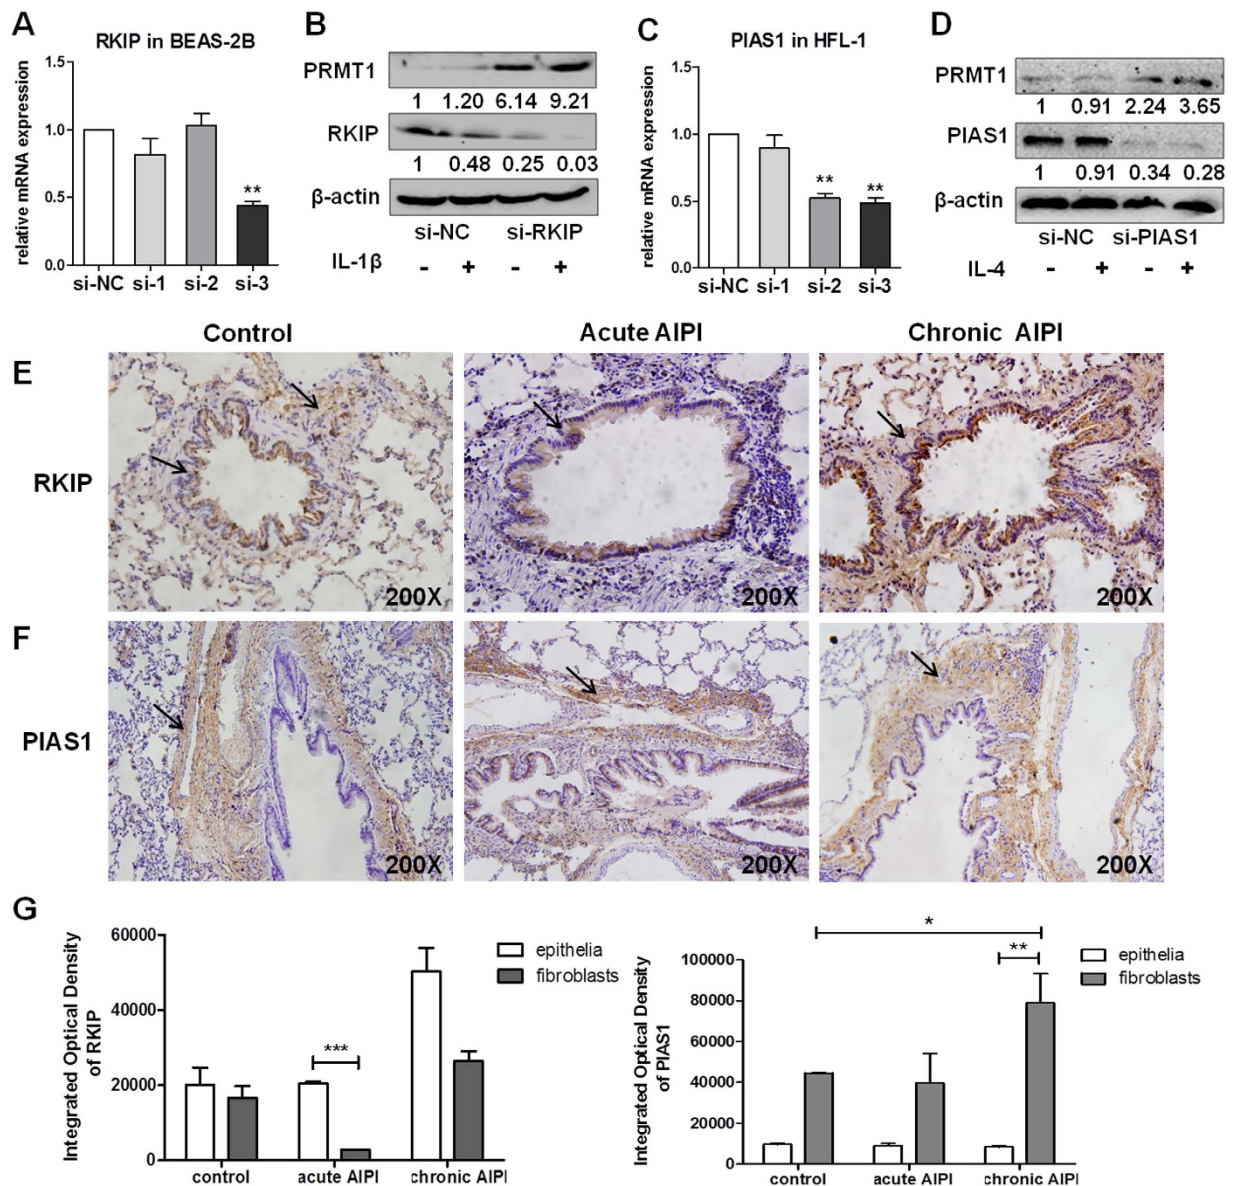 A
RKIP in BEAS-2B
relative mRNA expression
1.5
1.0
0.5
0.0
**
si-NC si-1 si-2 si-3
B
PRMT1
1 1.20 6.14 9.21
RKIP
1 0.48 0.25 0.03
β-actin
si-NC si-RKIP
IL-1β - + - +
C
PIAS1 in HFL-1
relative mRNA expression
1.5
1.0
0.5
0.0
** **
si-NC si-1 si-2 si-3
D
PRMT1
1 0.91 2.24 3.65
PIAS1
1 0.91 0.34 0.28
β-actin
si-NC si-PIAS1
IL-4 - + - +
Control Acute AIPI Chronic AIPI
E
RKIP
200X 200X 200X
F
PIAS1
200X 200X 200X
G
Integrated Optical Density
of RKIP
60000
40000
20000
0
***
epithelia
fibroblasts
control acute AIPI chronic AIPI
Integrated Optical Density
of PIAS1
100000
80000
60000
40000
20000
0
*
**
epithelia
fibroblasts
control acute AIPI chronic AIPI